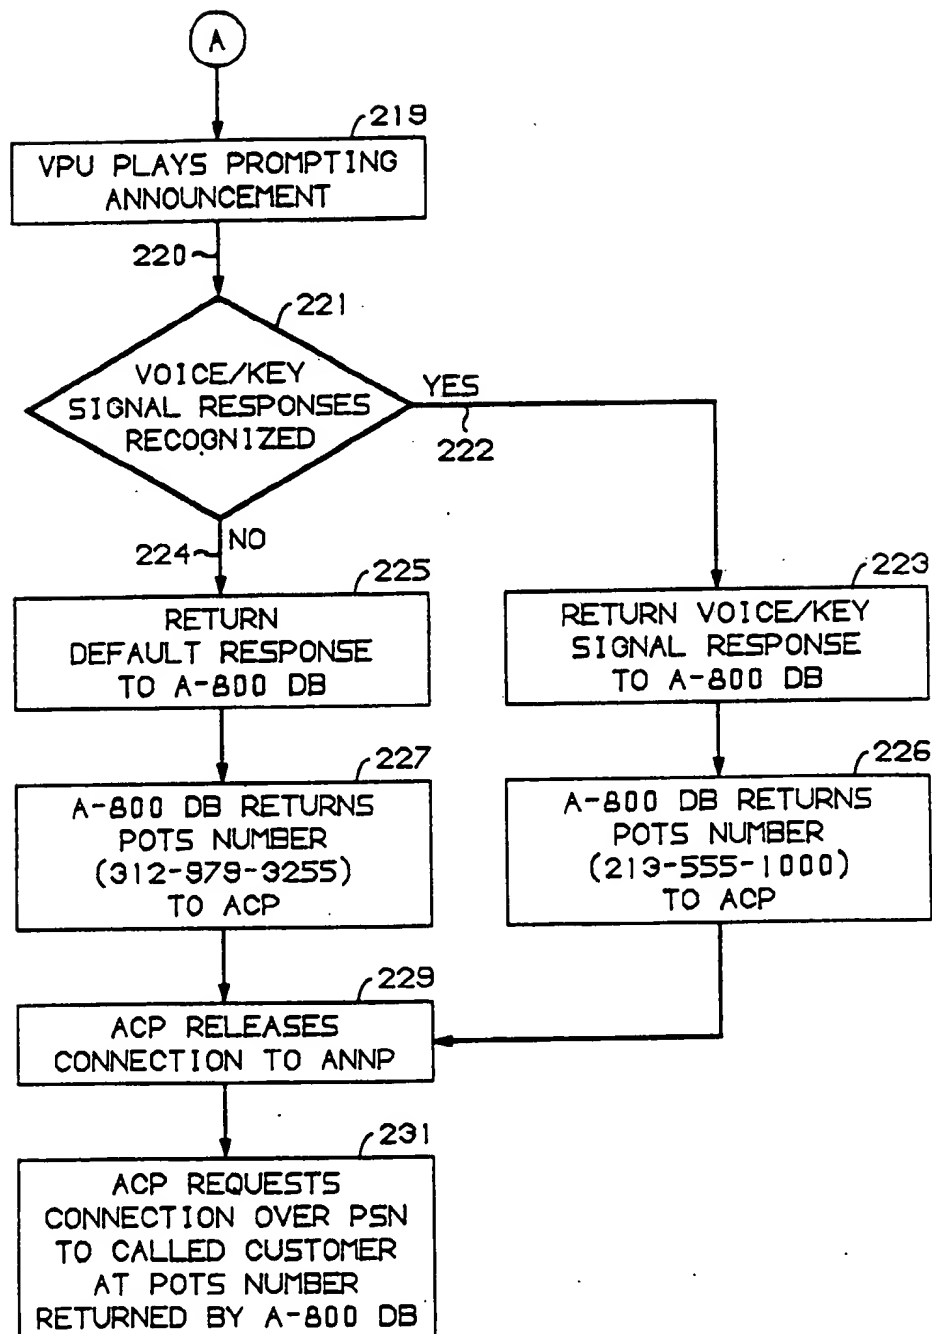 A
219
VPU PLAYS PROMPTING
ANNOUNCEMENT
220
221
VOICE/KEY
SIGNAL RESPONSES
RECOGNIZED
YES
222
224
NO
225
RETURN
DEFAULT RESPONSE
TO A-800 DB
223
RETURN VOICE/KEY
SIGNAL RESPONSE
TO A-800 DB
227
A-800 DB RETURNS
POTS NUMBER
(312-979-3255)
TO ACP
226
A-800 DB RETURNS
POTS NUMBER
(213-555-1000)
TO ACP
229
ACP RELEASES
CONNECTION TO ANNP
231
ACP REQUESTS
CONNECTION OVER PSN
TO CALLED CUSTOMER
AT POTS NUMBER
RETURNED BY A-800 DB